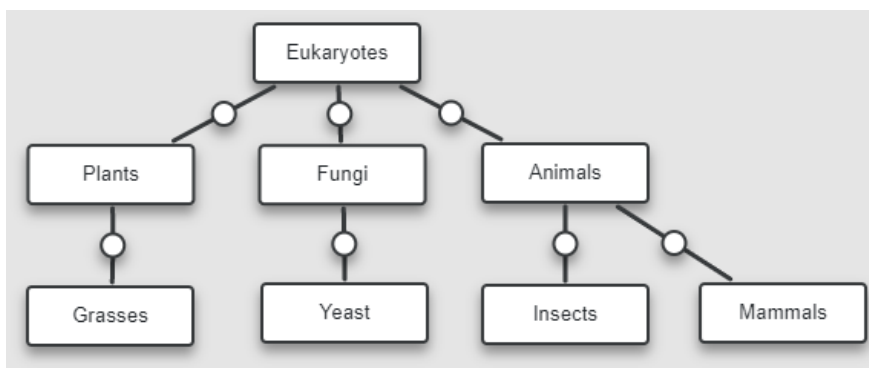 Eukaryotes
Plants
Fungi
Animals
Grasses
Yeast
Insects
Mammals